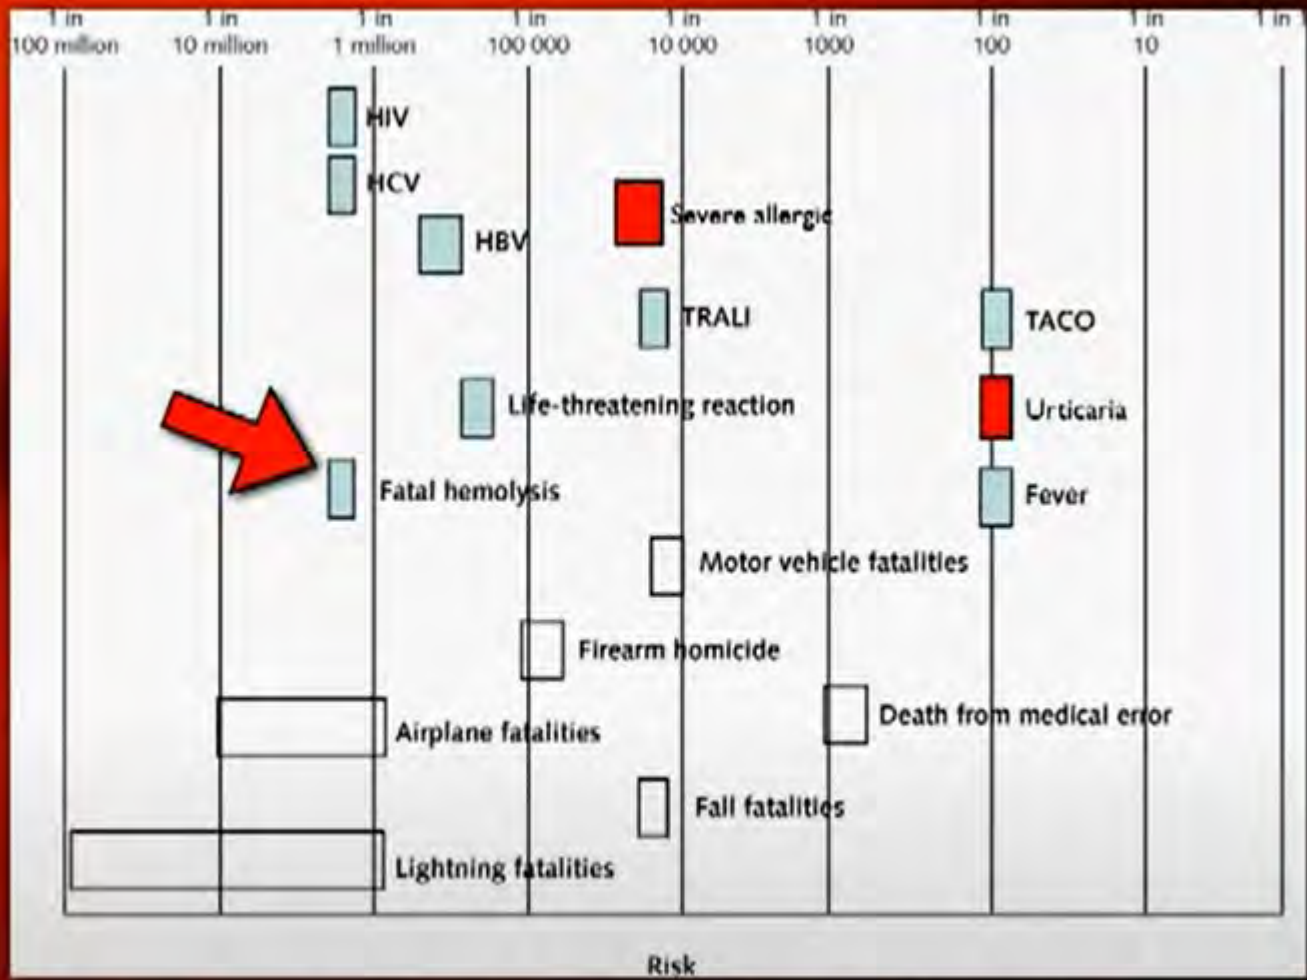 1 in 1 in 1 in 1 in 1 in 1 in 1 in 1 in 1 in
100 million 10 million 1 million 100 000 10 000 1000 100 10
HIV
HCV
Severe allergic
HBV
TRALI TACO
Life-threatening reaction Urticaria
Fatal hemolysis Fever
Motor vehicle fatalities
Firearm homicide
Death from medical error
Airplane fatalities
Fall fatalities
Lightning fatalities
Risk